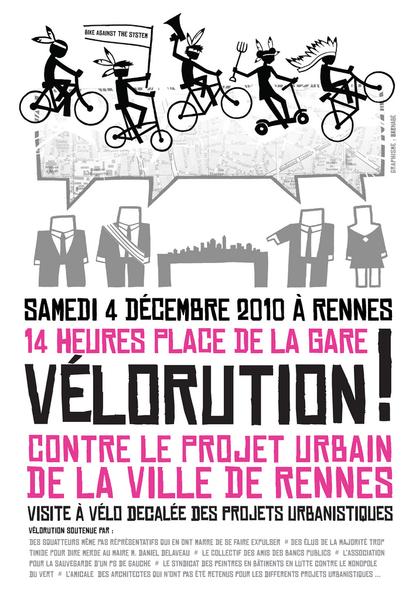 BIKE AGAINST THE SYSTEM
GRAPHISME : BARNABÉ
SAMEDI 4 DÉCEMBRE 2010 À RENNES
14 HEURES PLACE DE LA GARE
VÉLORUTION !
CONTRE LE PROJET URBAIN
DE LA VILLE DE RENNES
VISITE À VÉLO DECALÉE DES PROJETS URBANISTIQUES
VÉLORUTION SOUTENUE PAR :
DES SQUATTEURS MÊME PAS REPRÉSENTATIFS QUI EN ONT MARRE DE SE FAIRE EXPULSER # DES ÉLUS DE LA MAJORITÉ TROP
TIMIDE POUR DIRE MERDE AU MAIRE M. DANIEL DELAVEAU # LE COLLECTIF DES AMIS DES BANCS PUBLICS # L'ASSOCIATION
POUR LA SAUVEGARDE D'UN PS DE GAUCHE # LE SYNDICAT DES PEINTRES EN BÂTIMENTS EN LUTTE CONTRE LE MONOPOLE
DU VERT # L'AMICALE DES ARCHITECTES QUI N'ONT PAS ÉTÉ RETENUS POUR LES DIFFERENTS PROJETS URBANISTIQUES ...